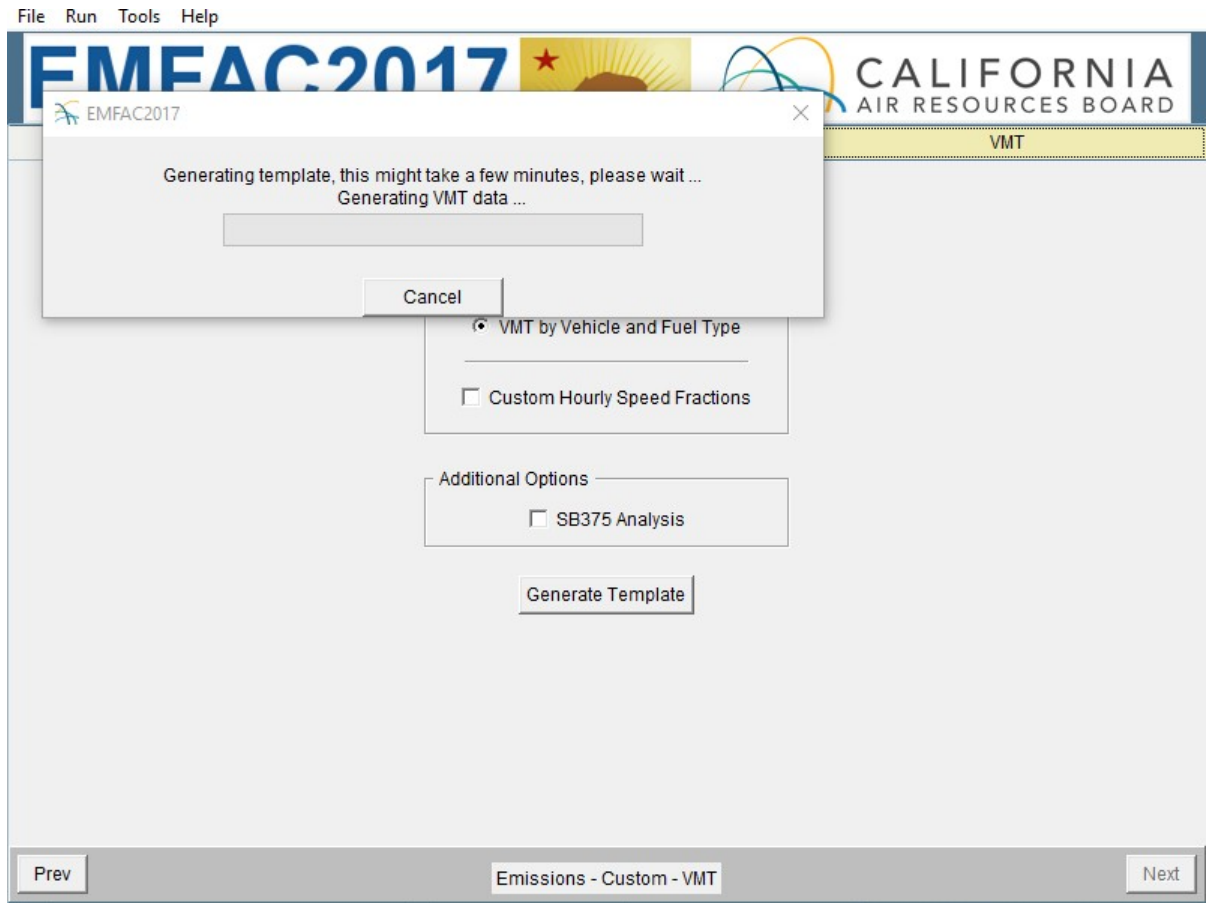 File Run Tools Help
EMFAC2017
CALIFORNIA
AIR RESOURCES BOARD
EMFAC2017
VMT
Generating template, this might take a few minutes, please wait ...
Generating VMT data ...
Cancel
VMT by Vehicle and Fuel Type
Custom Hourly Speed Fractions
Additional Options
SB375 Analysis
Generate Template
Prev
Emissions - Custom - VMT
Next